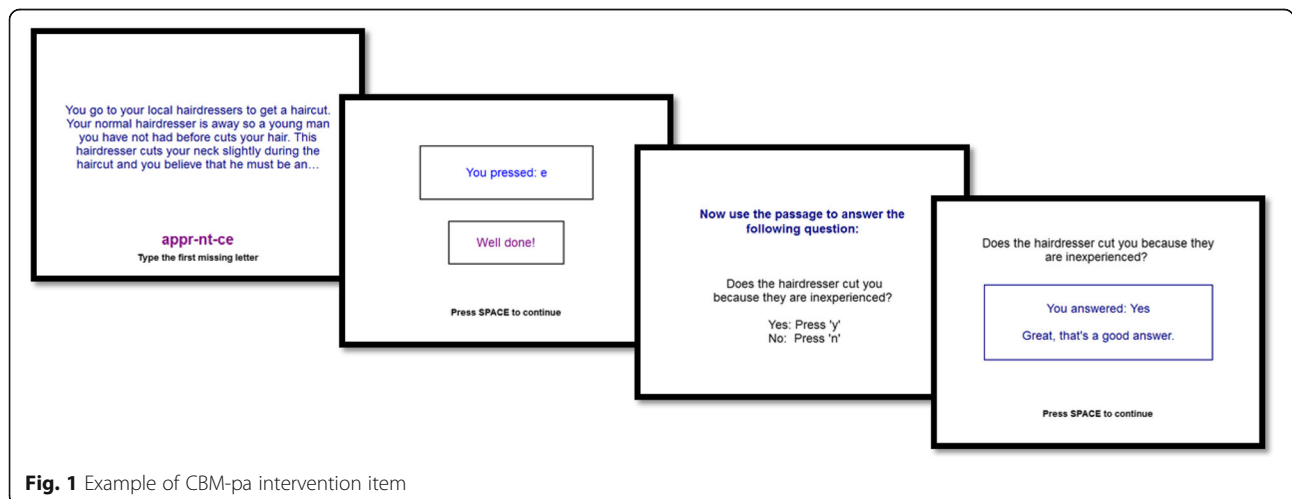 You go to your local hairdressers to get a haircut.
Your normal hairdresser is away so a young man
you have not had before cuts your hair. This
hairdresser cuts your neck slightly during the
haircut and you believe that he must be an…
appr-nt-ce
Type the first missing letter
You pressed: e
Well done!
Press SPACE to continue
Now use the passage to answer the
following question:
Does the hairdresser cut you
because they are inexperienced?
Yes: Press 'y'
No: Press 'n'
Does the hairdresser cut you because they
are inexperienced?
You answered: Yes
Great, that's a good answer.
Press SPACE to continue
Fig. 1 Example of CBM-pa intervention item